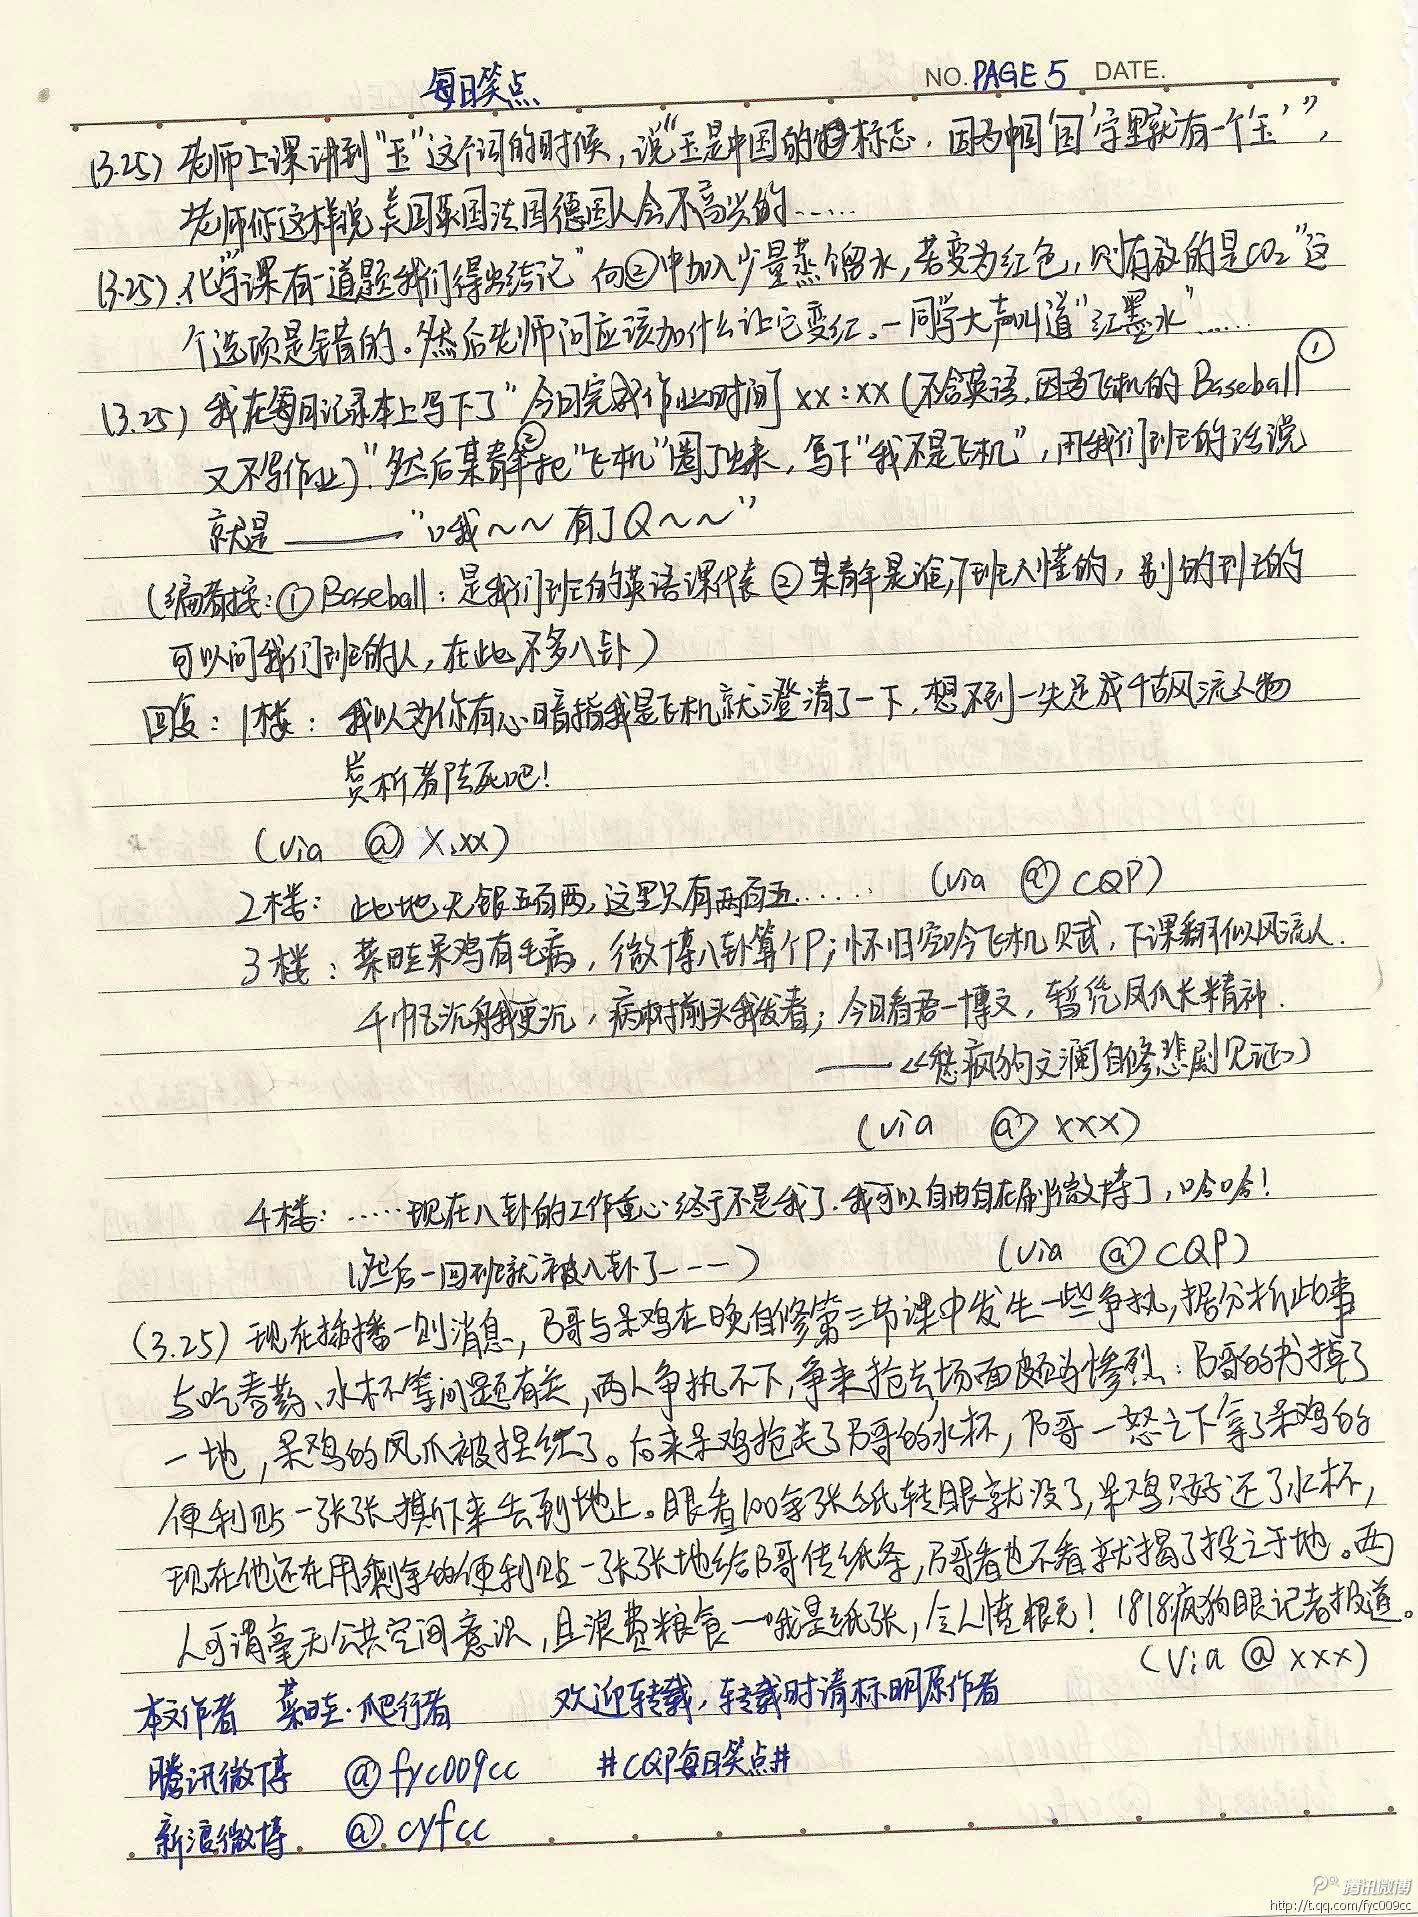 每日笑点
NO. PAGE 5 DATE.
(3.25) 老师上课讲到"玉"这个词的时候，说"玉是中国的标志，因为中国'国'字里就有一个'玉'"，
老师你这样说美国英国法国德国人会不高兴的……
(3.25) 化学课有一道题我们得出结论"向②中加入少量蒸馏水，若变为红色，则有放的是CO2"这
个选项是错的。然后老师问应该加什么让它变红。一同学大声叫道"红墨水"……
(3.25) 我在每日记录本上写下了"今日完成作业时间 xx:xx (不含英语，因为飞机的Baseball①
又不写作业)"然后某青年②把"飞机"圈了出来，写下"我不是飞机"，用我们班的话说
就是——"哦～～有了Q～～"
(编者按：①Baseball：是我们班的英语课代表 ②某青年是谁，7班人懂的，别的班的
可以问我们班的人，在此不多八卦)
回复：1楼：我以为你有心暗指我是飞机就澄清了一下，想不到一失足成千古风流人物
赏析者去死吧！
(via @X.xx)
2楼：此地无银五百两，这里只有两百五…… (via @CQP)
3楼：菜畦呆鸡有毛病，微博八卦算个P；怀旧空吟飞机赋，下课翻似风流人.
千帆沉舟我更沉，病树前头我发春；今日看吾一博文，暂凭凤爪长精神.
——《愁疯狗文澜自修悲剧见证》)
(via @xxx)
4楼：……现在八卦的工作重心终于不是我了.我可以自由自在刷微博了，哈哈！
(然后一回班就被八卦了---) (via @CQP)
(3.25) 现在插播一则消息，B哥与呆鸡在晚自修第三节课中发生一些争执，据分析此事
与吃春药、水杯等问题有关，两人争执不下，争来抢去，场面颇为惨烈：B哥的书掉了
一地，呆鸡的凤爪被捏红了。后来呆鸡抢走了B哥的水杯，B哥一怒之下拿了呆鸡的
便利贴一张张撕下来丢到地上。眼看100余张纸转眼就没了，呆鸡只好还了水杯，
现在他还在用剩余的便利贴一张张地给B哥传纸条，B哥看也不看就揭了投之于地。两
人可谓毫无公共空间意识，且浪费粮食——哦是纸张，令人愤恨无！1818疯狗眼记者报道。
(via @xxx)
本文作者 菜畦·爬行者 欢迎转载，转载时请标明原作者
腾讯微博 @fyc009cc #CQP每日笑点#
新浪微博 @cyfcc
腾讯微博
http://t.qq.com/fyc009cc